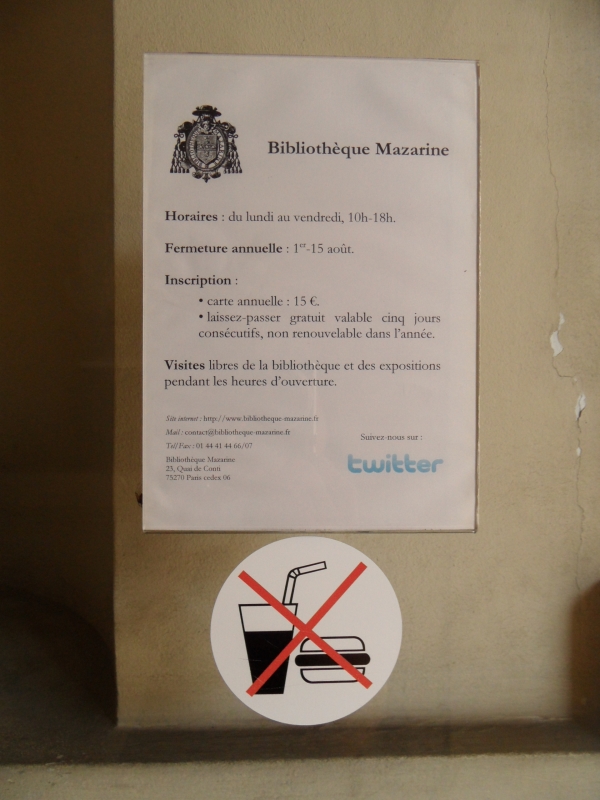 Bibliothèque Mazarine
Horaires : du lundi au vendredi, 10h-18h.
Fermeture annuelle : 1er-15 août.
Inscription :
• carte annuelle : 15 €.
• laissez-passer gratuit valable cinq jours
consécutifs, non renouvelable dans l'année.
Visites libres de la bibliothèque et des expositions
pendant les heures d'ouverture.
Site internet : http://www.bibliotheque-mazarine.fr
Mail : contact@bibliotheque-mazarine.fr
Tel/Fax : 01 44 41 44 66/07
Bibliothèque Mazarine
23, Quai de Conti
75270 Paris cedex 06
Suivez-nous sur :
twitter